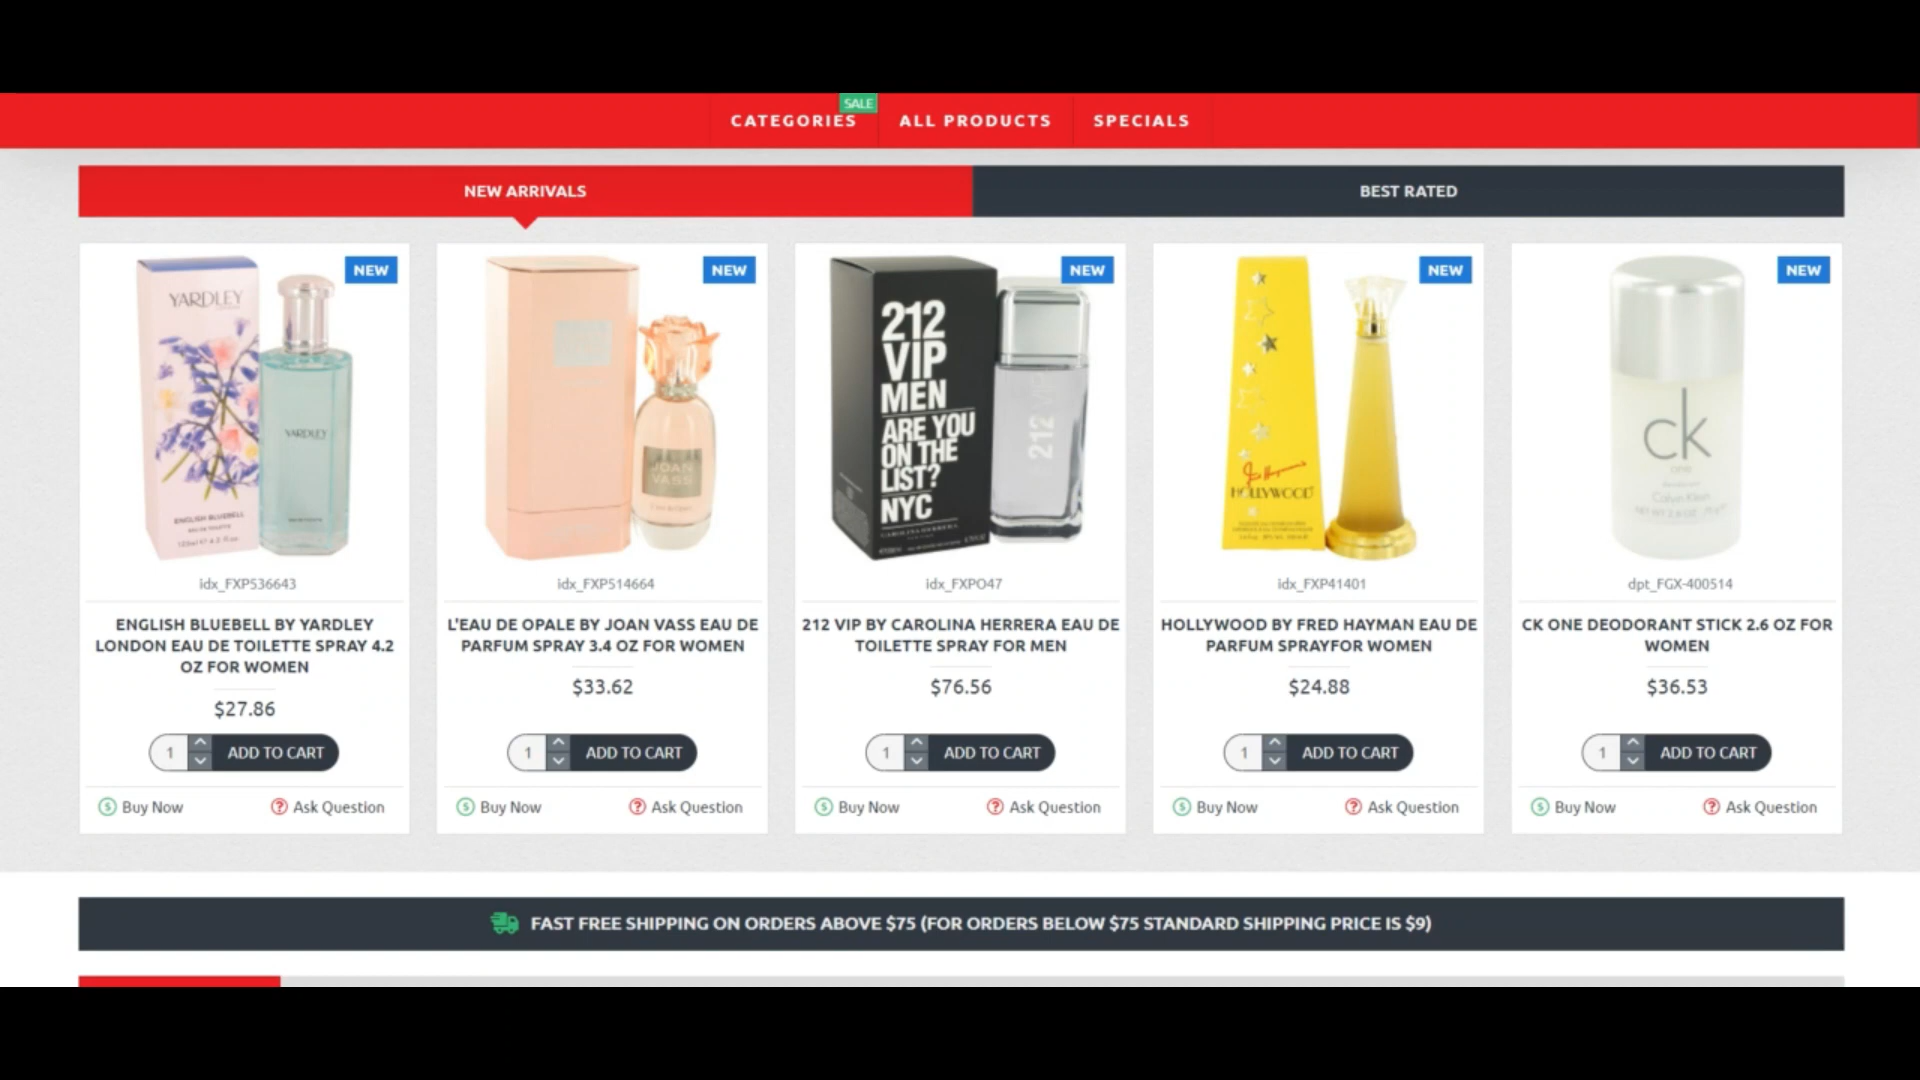 SALE
CATEGORIES
ALL PRODUCTS
SPECIALS
NEW ARRIVALS
BEST RATED
NEW
YARDLEY
YARDLEY
ENGLISH BLUEBELL
idx_FXP536643
ENGLISH BLUEBELL BY YARDLEY
LONDON EAU DE TOILETTE SPRAY 4.2
OZ FOR WOMEN
$27.86
1
ADD TO CART
Buy Now
Ask Question
NEW
JOAN
VASS
idx_FXP514664
L'EAU DE OPALE BY JOAN VASS EAU DE
PARFUM SPRAY 3.4 OZ FOR WOMEN
$33.62
1
ADD TO CART
Buy Now
Ask Question
NEW
212
VIP
MEN
ARE YOU
ON THE
LIST?
NYC
CAROLINA HERRERA
212 VIP
idx_FXPO47
212 VIP BY CAROLINA HERRERA EAU DE
TOILETTE SPRAY FOR MEN
$76.56
1
ADD TO CART
Buy Now
Ask Question
NEW
HOLLYWOOD
idx_FXP41401
HOLLYWOOD BY FRED HAYMAN EAU DE
PARFUM SPRAYFOR WOMEN
$24.88
1
ADD TO CART
Buy Now
Ask Question
NEW
ck
one
deodorant
Calvin Klein
dpt_FGX-400514
CK ONE DEODORANT STICK 2.6 OZ FOR
WOMEN
$36.53
1
ADD TO CART
Buy Now
Ask Question
FAST FREE SHIPPING ON ORDERS ABOVE $75 (FOR ORDERS BELOW $75 STANDARD SHIPPING PRICE IS $9)